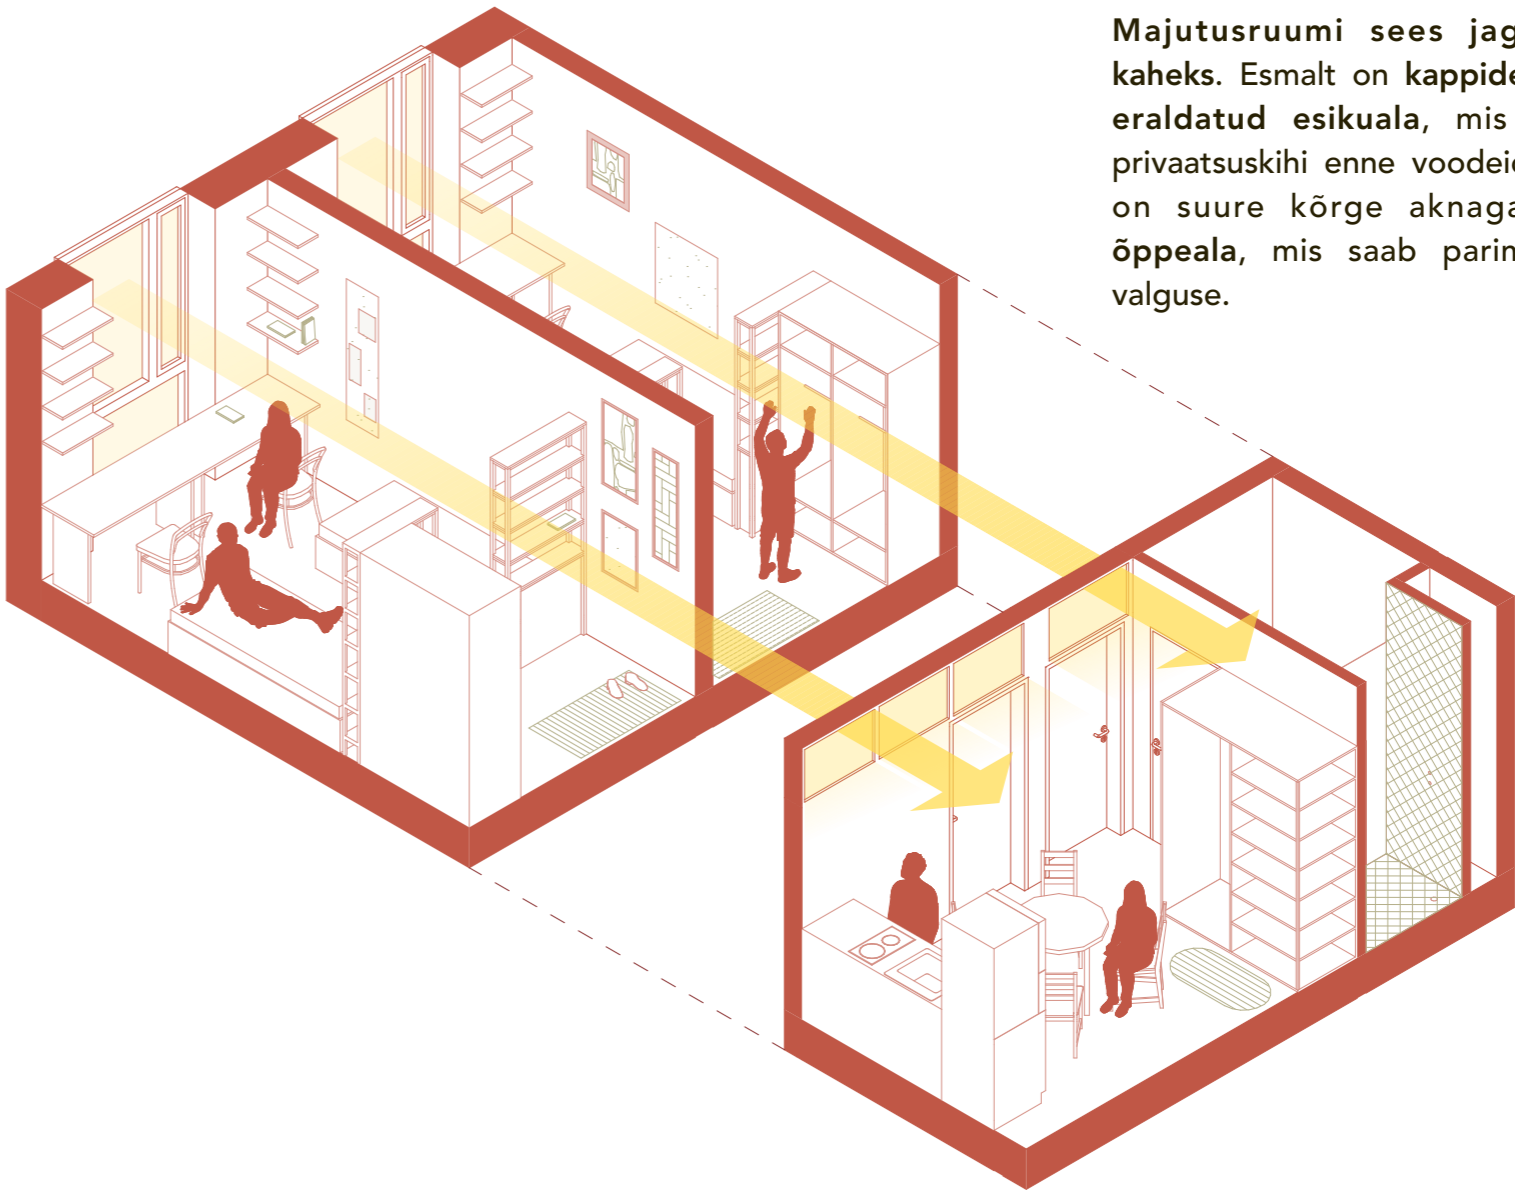 Majutusruumi sees jag
kaheks. Esmalt on kappide
eraldatud esikuala, mis
privaatsuskihi enne voodeid
on suure kõrge aknaga
õppeala, mis saab parim
valguse.